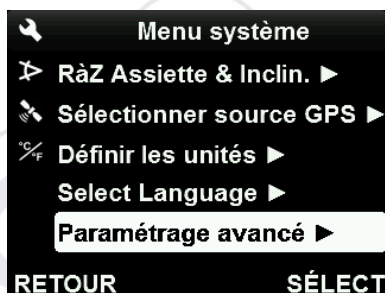 Menu système
RàZ Assiette & Inclin. ►
Sélectionner source GPS ►
°C/°F Définir les unités ►
Select Language ►
Paramétrage avancé ►
RETOUR SÉLECT